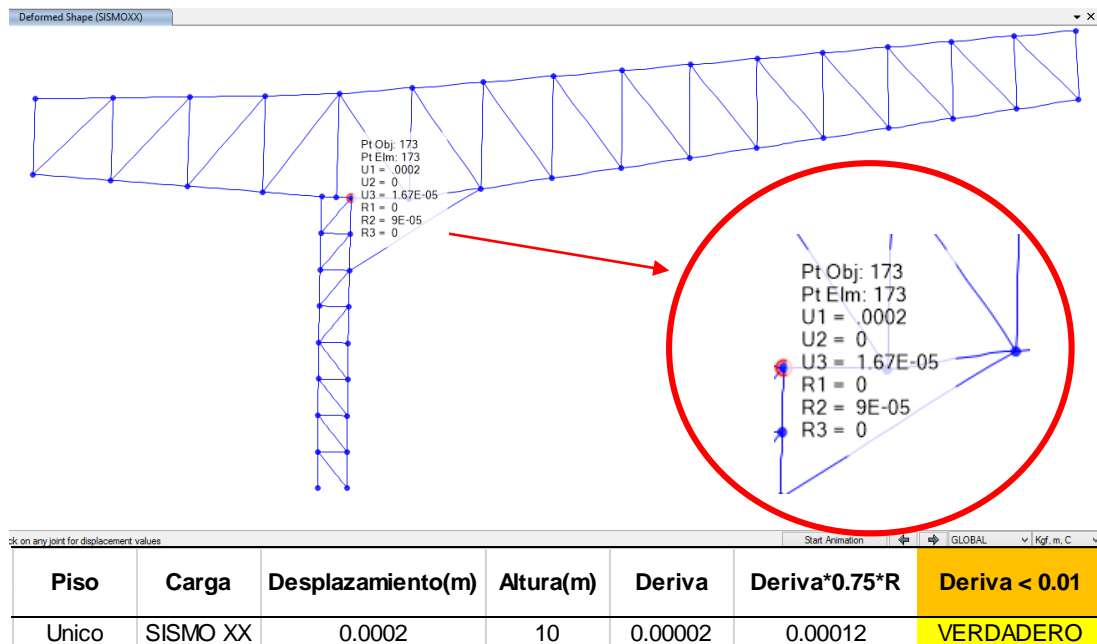 Deformed Shape (SISMOXX)
Pt Obj: 173
Pt Elm: 173
U1 = .0002
U2 = 0
U3 = 1.67E-05
R1 = 0
R2 = 9E-05
R3 = 0
Pt Obj: 173
Pt Elm: 173
U1 = .0002
U2 = 0
U3 = 1.67E-05
R1 = 0
R2 = 9E-05
R3 = 0
on any joint for displacement values
Start Animation
GLOBAL
Kgf, m, C
Piso Carga Desplazamiento(m) Altura(m) Deriva Deriva*0.75*R Deriva < 0.01
Unico SISMO XX 0.0002 10 0.00002 0.00012 VERDADERO